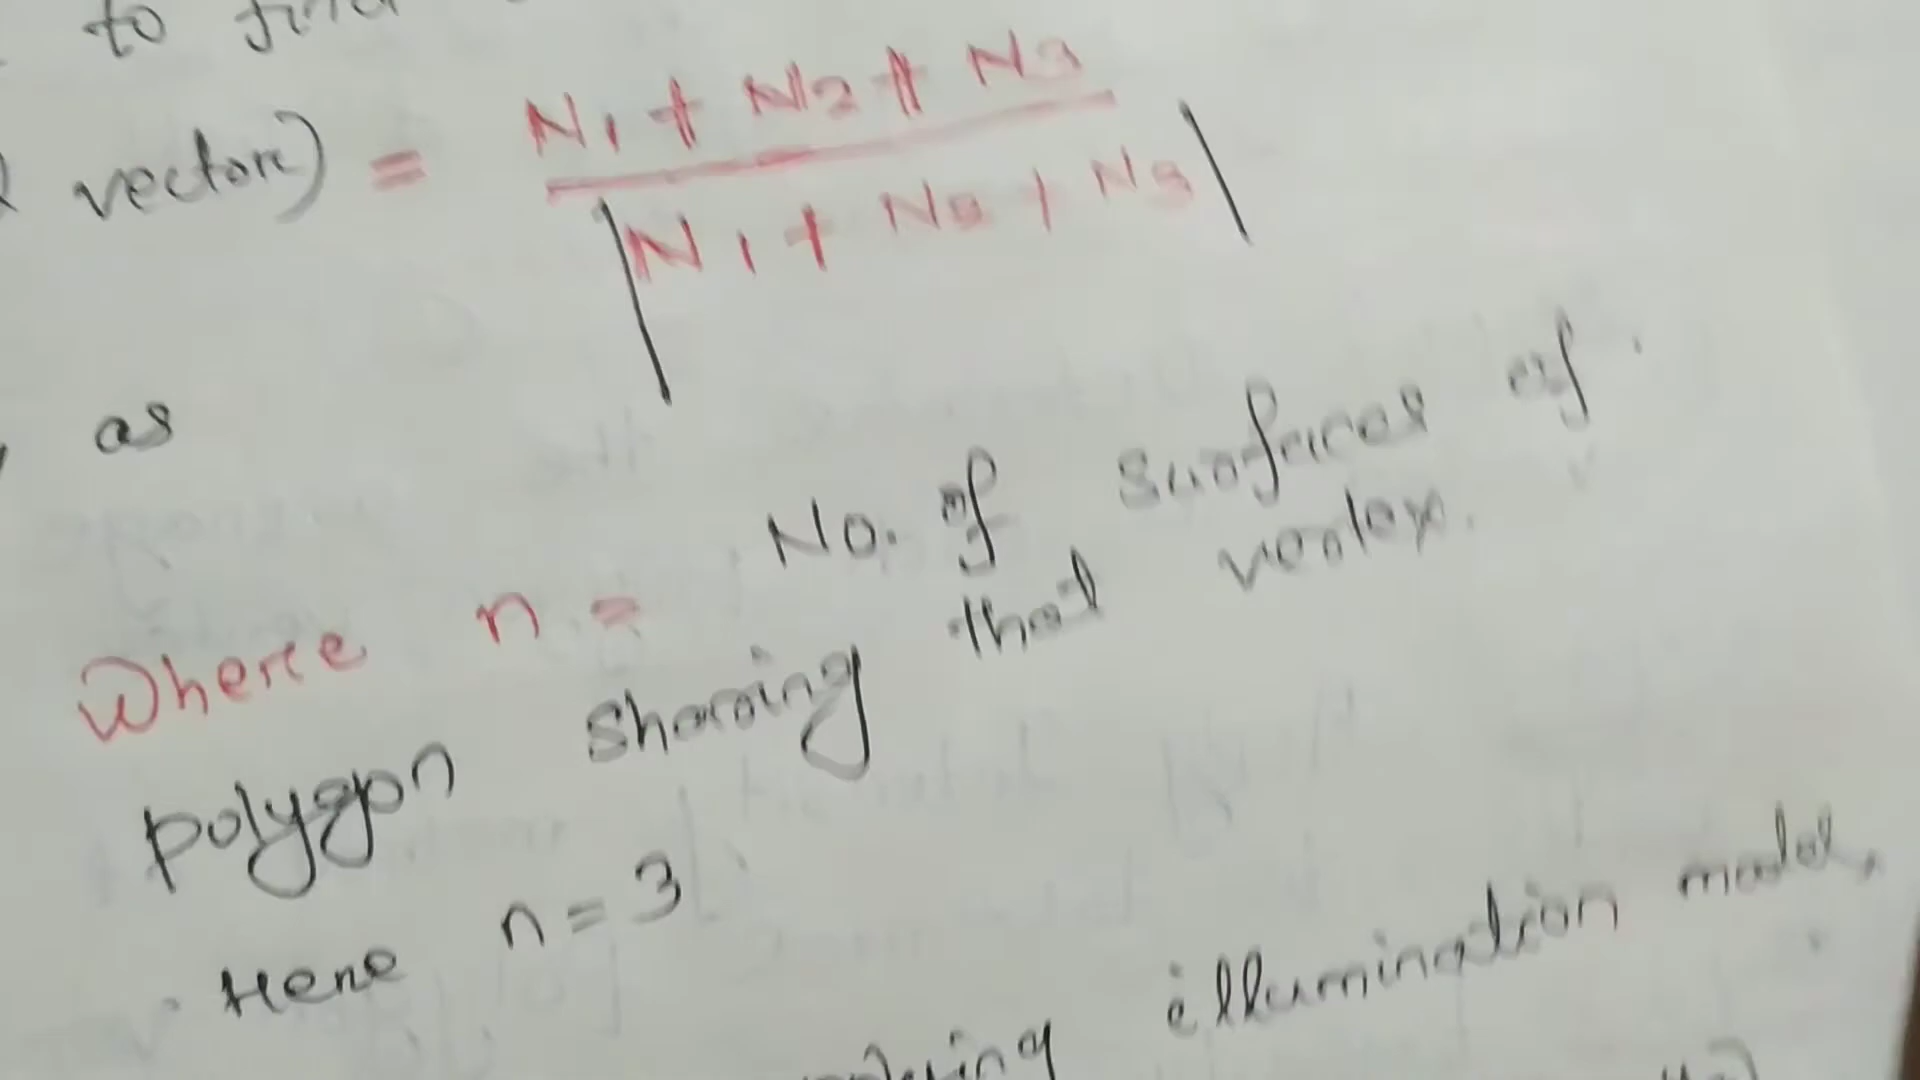 to find
vector) = N1 + N2 + N3
|N1 + N2 + N3|
as
Where n = No. of surfaces of
polygon sharing that vertex.
Here n = 3
illumination model,